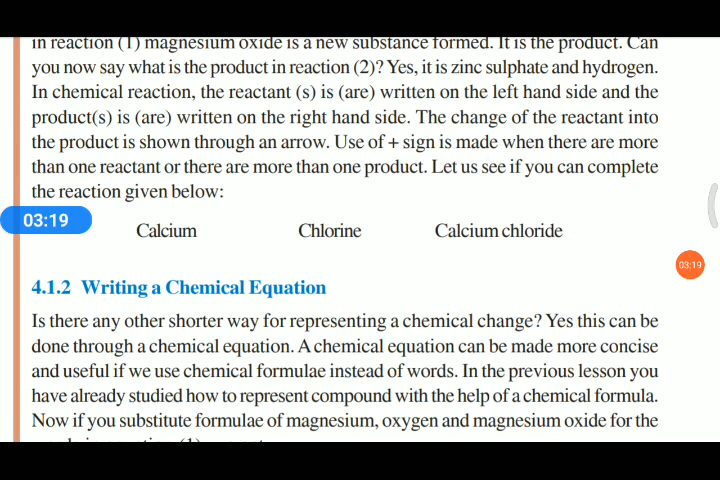 in reaction (1) magnesium oxide is a new substance formed. It is the product. Can
you now say what is the product in reaction (2)? Yes, it is zinc sulphate and hydrogen.
In chemical reaction, the reactant (s) is (are) written on the left hand side and the
product(s) is (are) written on the right hand side. The change of the reactant into
the product is shown through an arrow. Use of + sign is made when there are more
than one reactant or there are more than one product. Let us see if you can complete
the reaction given below:
03:19
Calcium Chlorine Calcium chloride
03:19
4.1.2 Writing a Chemical Equation
Is there any other shorter way for representing a chemical change? Yes this can be
done through a chemical equation. A chemical equation can be made more concise
and useful if we use chemical formulae instead of words. In the previous lesson you
have already studied how to represent compound with the help of a chemical formula.
Now if you substitute formulae of magnesium, oxygen and magnesium oxide for the